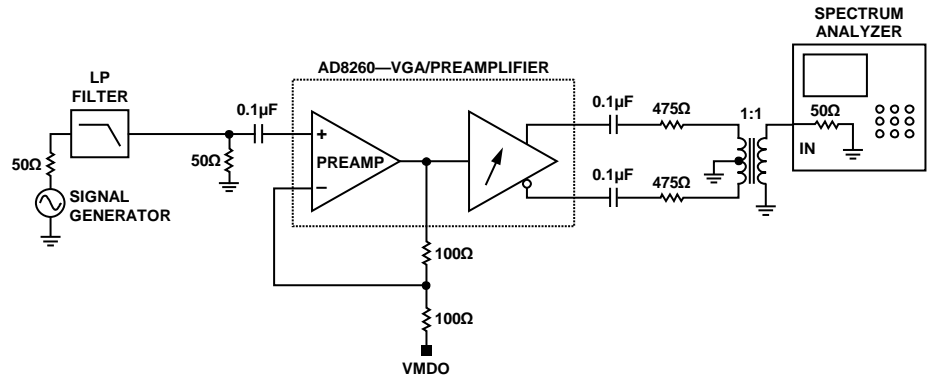 SPECTRUM
ANALYZER
AD8260—VGA/PREAMPLIFIER
LP
FILTER
0.1µF
0.1µF
475Ω
1:1
50Ω
+
50Ω
50Ω
PREAMP
IN
–
0.1µF
475Ω
SIGNAL
GENERATOR
100Ω
100Ω
VMDO